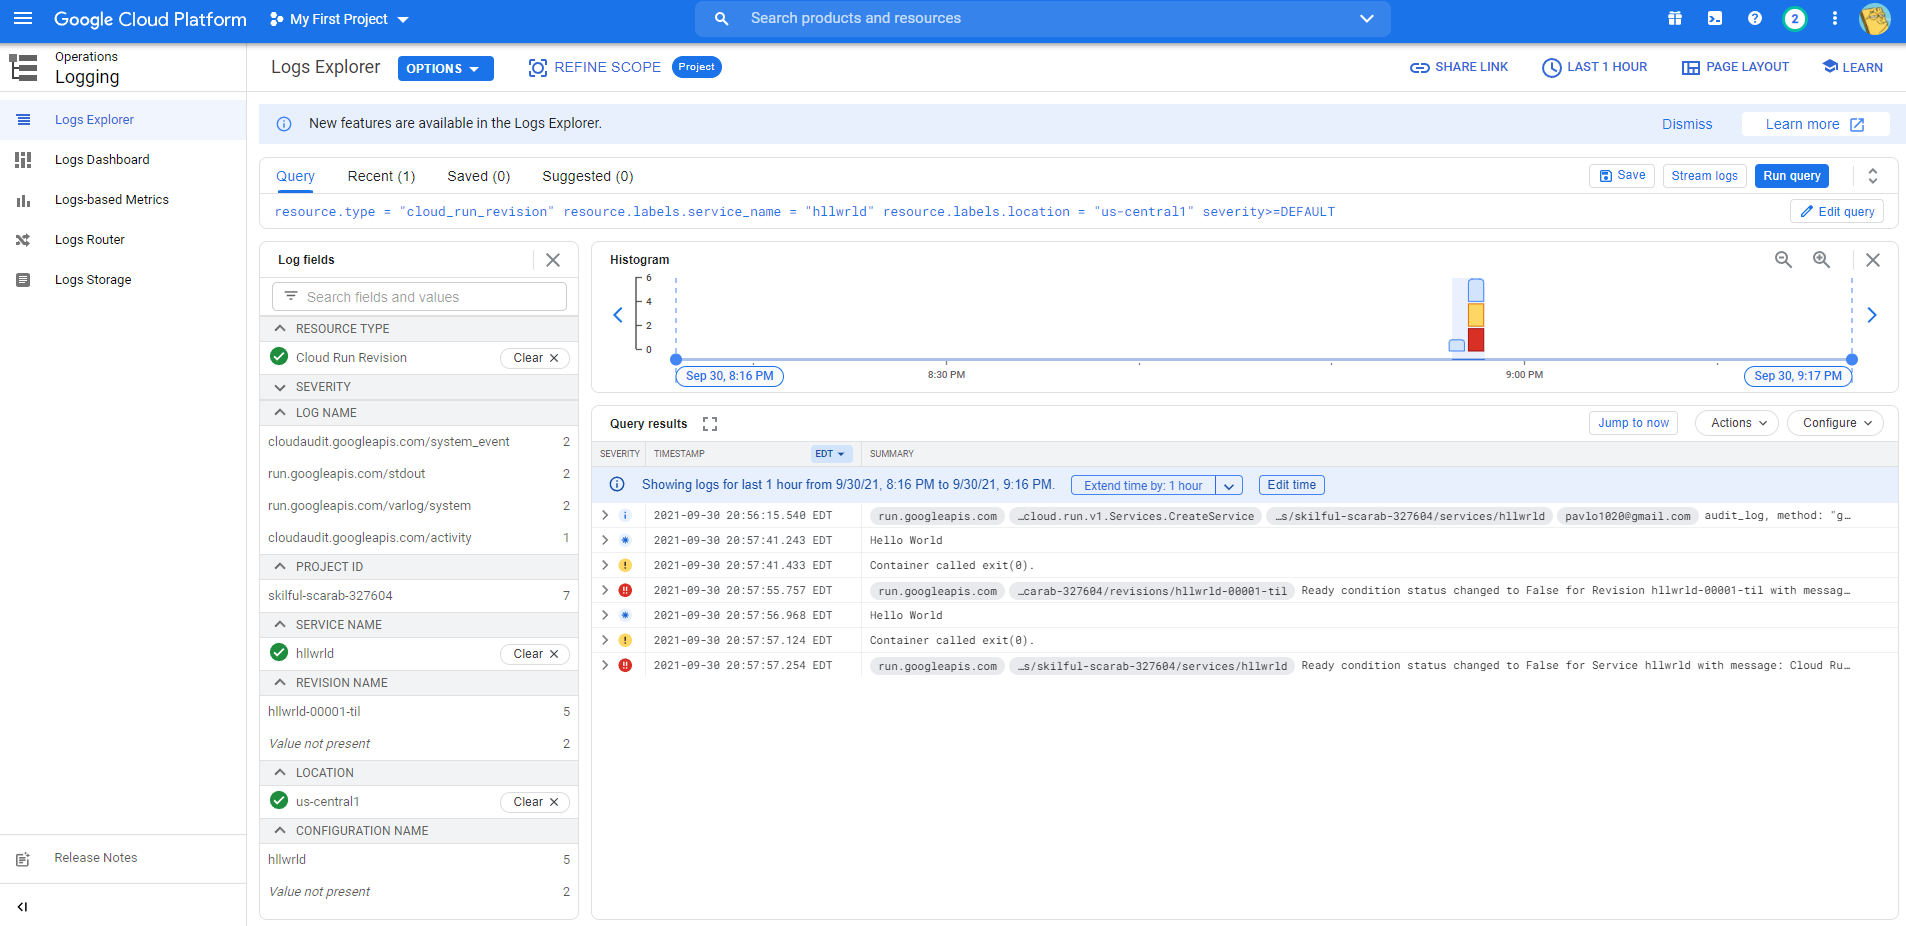 Google Cloud Platform
My First Project
Search products and resources
2
Operations
Logging
Logs Explorer
OPTIONS
REFINE SCOPE
Project
SHARE LINK
LAST 1 HOUR
PAGE LAYOUT
LEARN
Logs Explorer
Logs Dashboard
Logs-based Metrics
Logs Router
Logs Storage
Release Notes
New features are available in the Logs Explorer.
Dismiss
Learn more
Query
Recent (1)
Saved (0)
Suggested (0)
Save
Stream logs
Run query
resource.type = "cloud_run_revision" resource.labels.service_name = "hllwrld" resource.labels.location = "us-central1" severity>=DEFAULT
Edit query
Log fields
Search fields and values
RESOURCE TYPE
Cloud Run Revision
Clear
SEVERITY
LOG NAME
cloudaudit.googleapis.com/system_event 2
run.googleapis.com/stdout 2
run.googleapis.com/varlog/system 2
cloudaudit.googleapis.com/activity 1
PROJECT ID
skilful-scarab-327604 7
SERVICE NAME
hllwrld
Clear
REVISION NAME
hllwrld-00001-til 5
Value not present 2
LOCATION
us-central1
Clear
CONFIGURATION NAME
hllwrld 5
Value not present 2
Histogram
6
4
2
0
Sep 30, 8:16 PM
8:30 PM
9:00 PM
Sep 30, 9:17 PM
Query results
Jump to now
Actions
Configure
SEVERITY TIMESTAMP EDT SUMMARY
Showing logs for last 1 hour from 9/30/21, 8:16 PM to 9/30/21, 9:16 PM.
Extend time by: 1 hour
Edit time
2021-09-30 20:56:15.540 EDT run.googleapis.com …cloud.run.v1.Services.CreateService …s/skilful-scarab-327604/services/hllwrld pavlo1020@gmail.com audit_log, method: "g…
2021-09-30 20:57:41.243 EDT Hello World
2021-09-30 20:57:41.433 EDT Container called exit(0).
2021-09-30 20:57:55.757 EDT run.googleapis.com …carab-327604/revisions/hllwrld-00001-til Ready condition status changed to False for Revision hllwrld-00001-til with messag…
2021-09-30 20:57:56.968 EDT Hello World
2021-09-30 20:57:57.124 EDT Container called exit(0).
2021-09-30 20:57:57.254 EDT run.googleapis.com …s/skilful-scarab-327604/services/hllwrld Ready condition status changed to False for Service hllwrld with message: Cloud Ru…